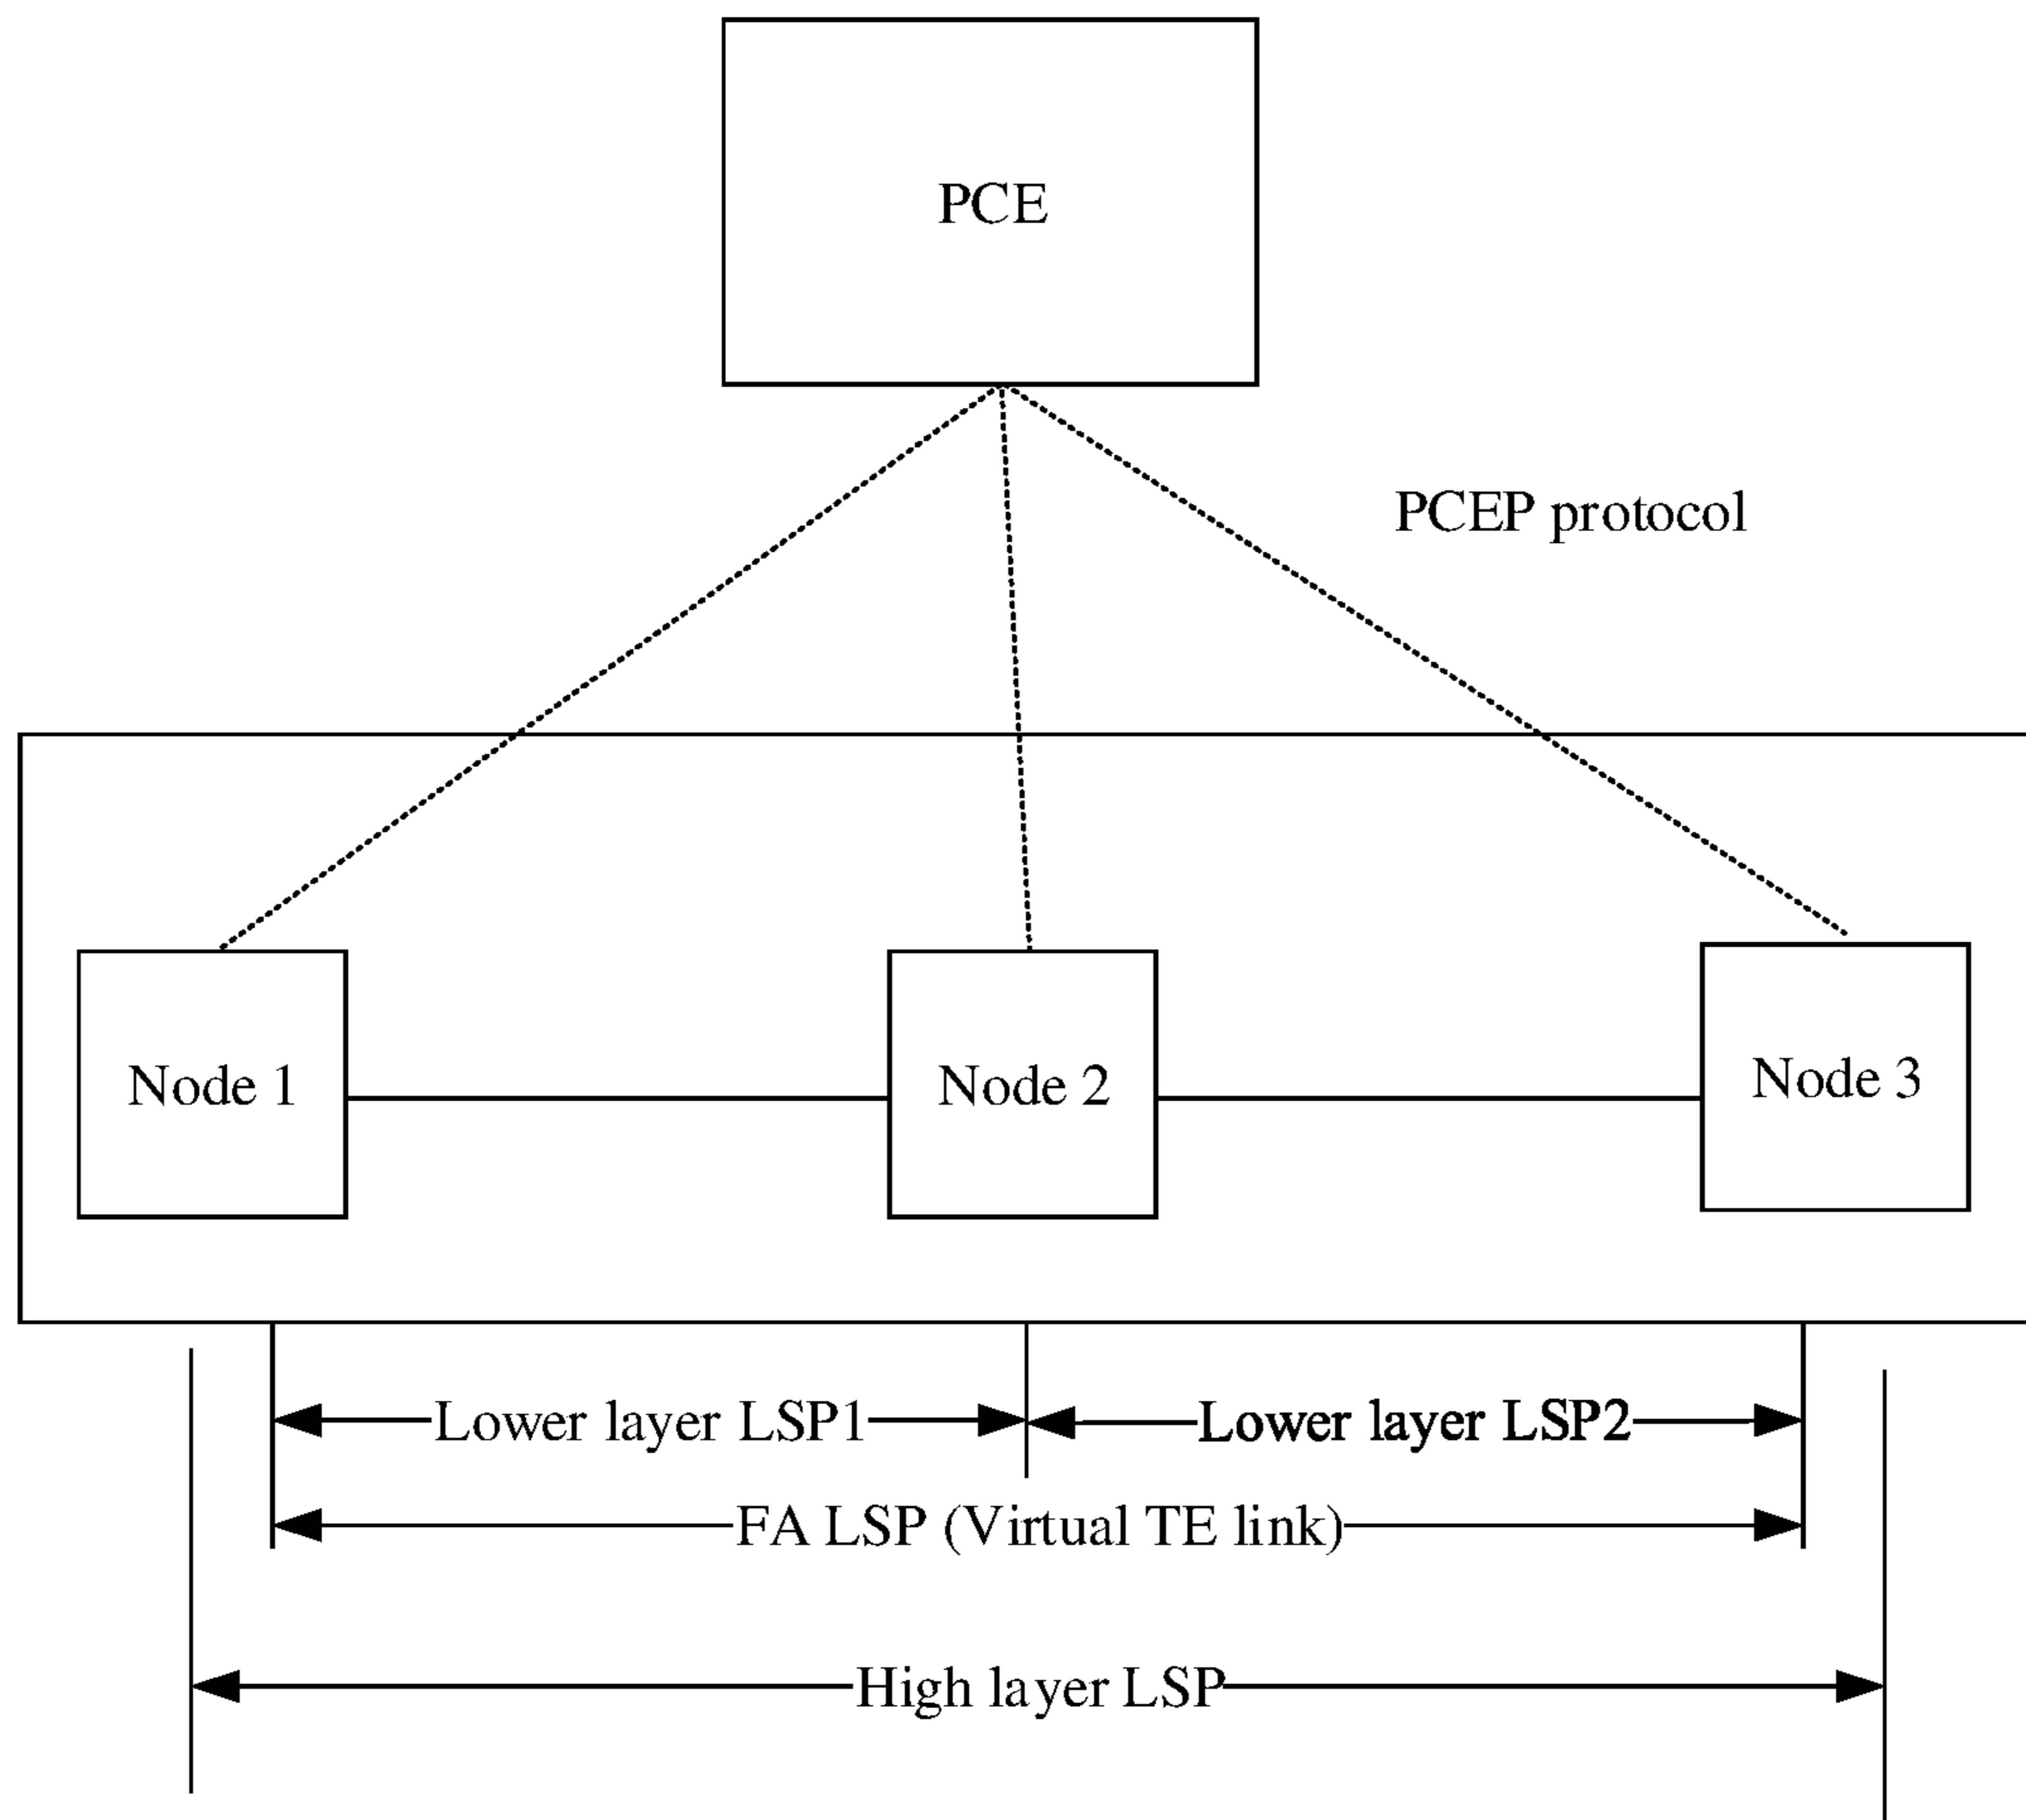 PCE
PCEP protocol
Node 1
Node 2
Node 3
Lower layer LSP1
Lower layer LSP2
FA LSP (Virtual TE link)
High layer LSP